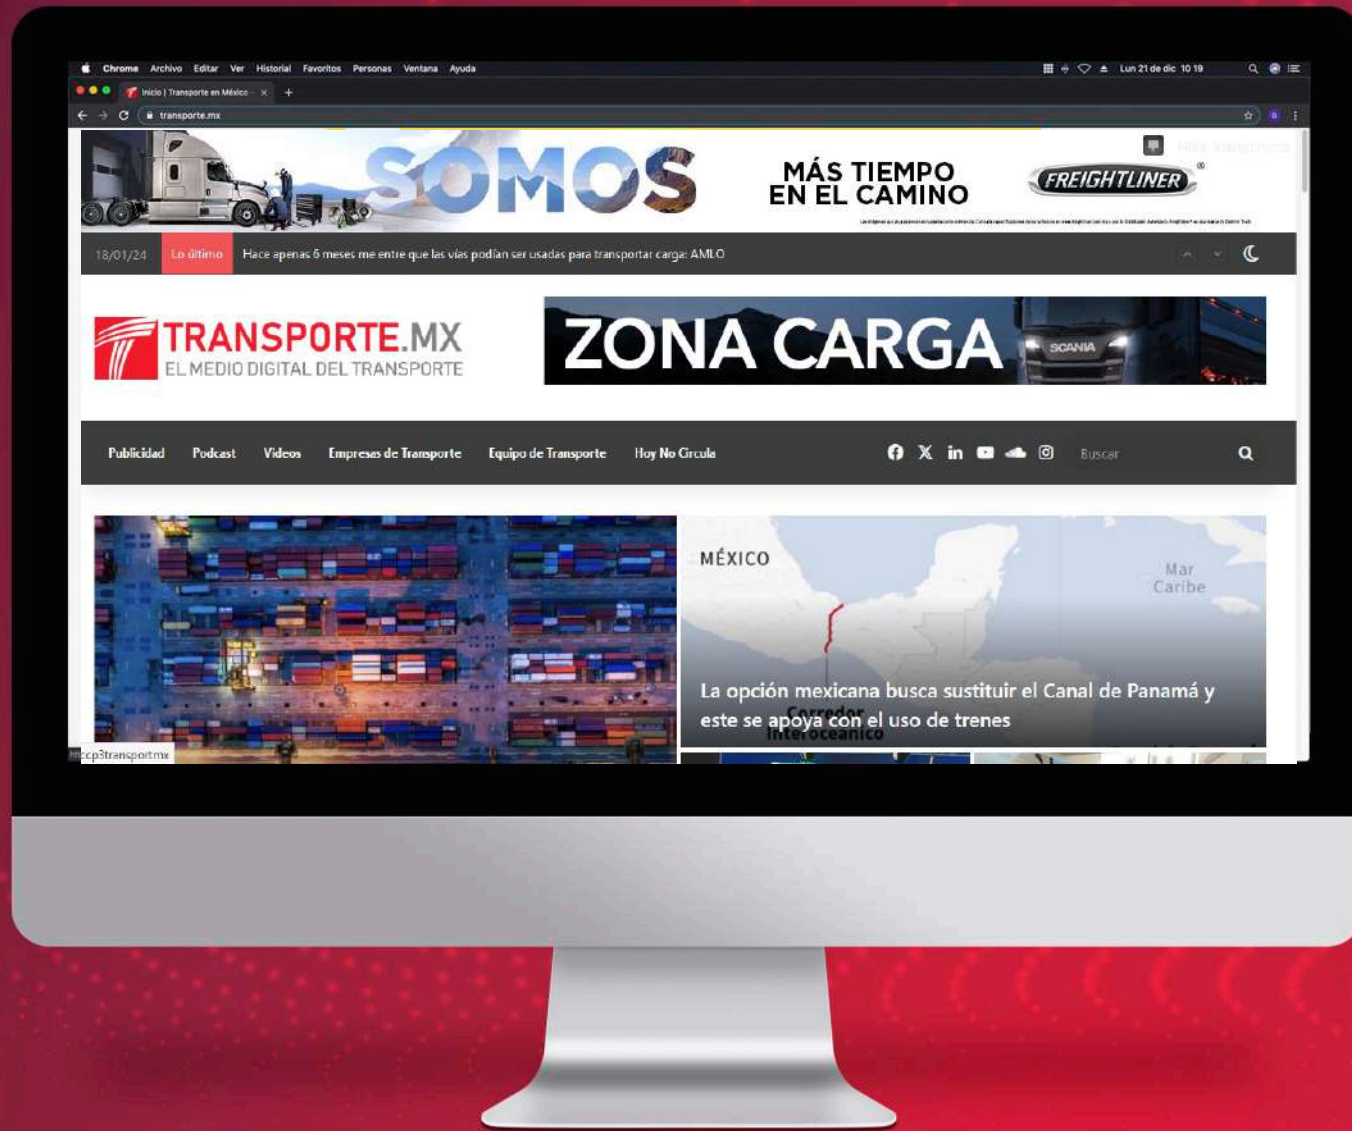 Chrome Archivo Editar Ver Historial Favoritos Personas Ventana Ayuda
Lun 21 de dic 10 19
Inicio | Transporte en México
transporte.mx
SOMOS
MÁS TIEMPO
EN EL CAMINO
FREIGHTLINER®
18/01/24 Lo último Hace apenas 6 meses me entre que las vías podían ser usadas para transportar carga: AMLO
TRANSPORTE.MX
EL MEDIO DIGITAL DEL TRANSPORTE
ZONA CARGA
SCANIA
Publicidad Podcast Videos Empresas de Transporte Equipo de Transporte Hoy No Circula
Buscar
MÉXICO
Mar
Caribe
La opción mexicana busca sustituir el Canal de Panamá y
este se apoya con el uso de trenes
Corredor
Interoceánico